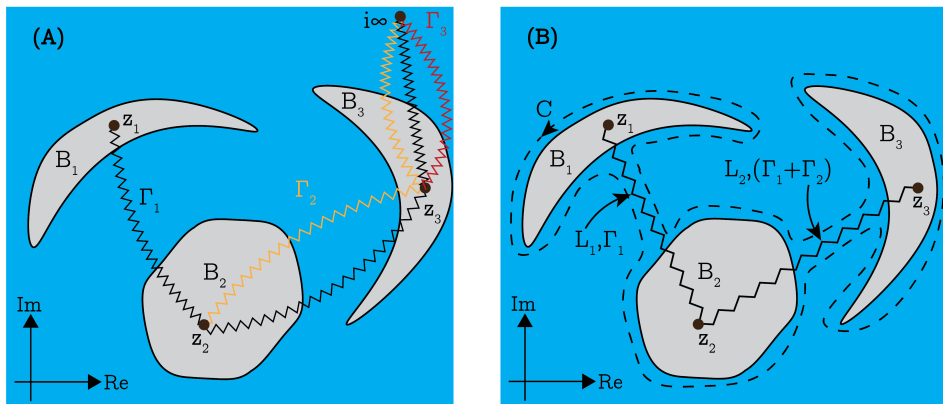 (A)
i∞
Γ₃
B₃
z₁
B₁
Γ₁
Γ₂
z₃
B₂
z₂
Im
Re
(B)
C
z₁
B₁
B₃
L₂,(Γ₁+Γ₂)
z₃
L₁,Γ₁
B₂
z₂
Im
Re